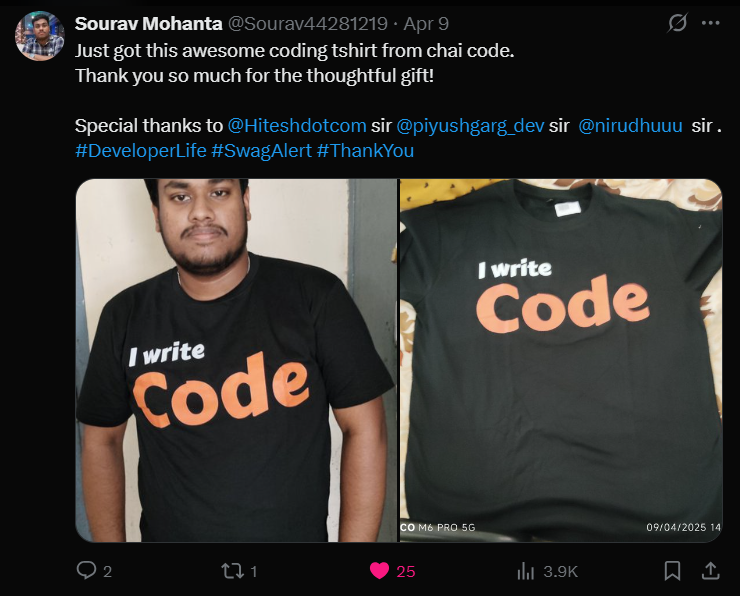 Sourav Mohanta @Sourav44281219 · Apr 9
Just got this awesome coding tshirt from chai code.
Thank you so much for the thoughtful gift!
Special thanks to @Hiteshdotcom sir @piyushgarg_dev sir @nirudhuuu sir .
#DeveloperLife #SwagAlert #ThankYou
I write
Code
I write
Code
CO M6 PRO 5G
09/04/2025 14
2
1
25
3.9K